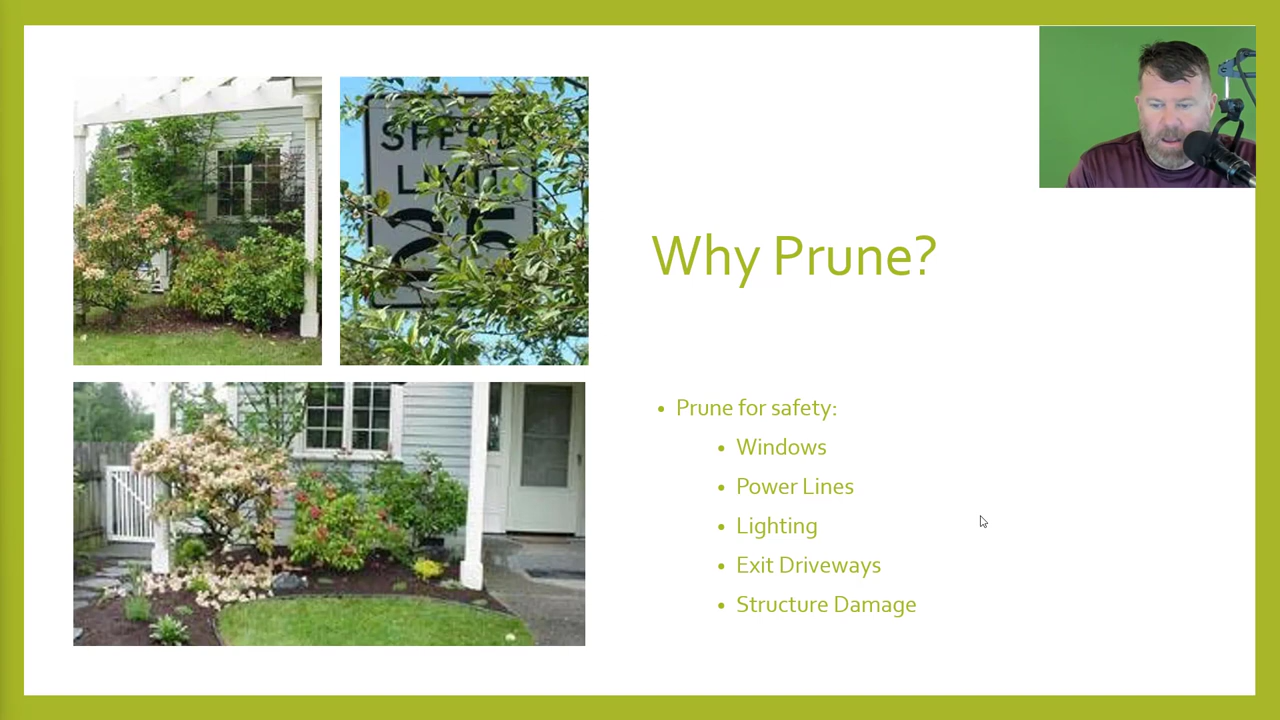 SPEED
LIMIT
25
Why Prune?
• Prune for safety:
• Windows
• Power Lines
• Lighting
• Exit Driveways
• Structure Damage